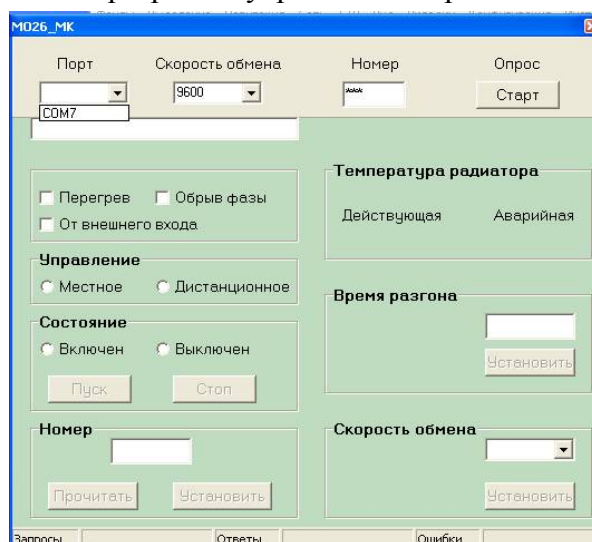 МО26_МК
Порт Скорость обмена Номер Опрос
9600 *** Старт
COM7
Перегрев Обрыв фазы
От внешнего входа
Температура радиатора
Действующая Аварийная
Управление
Местное Дистанционное
Время разгона
Установить
Состояние
Включен Выключен
Пуск Стоп
Номер
Прочитать Установить
Скорость обмена
Установить
Запросы Ответы Ошибки